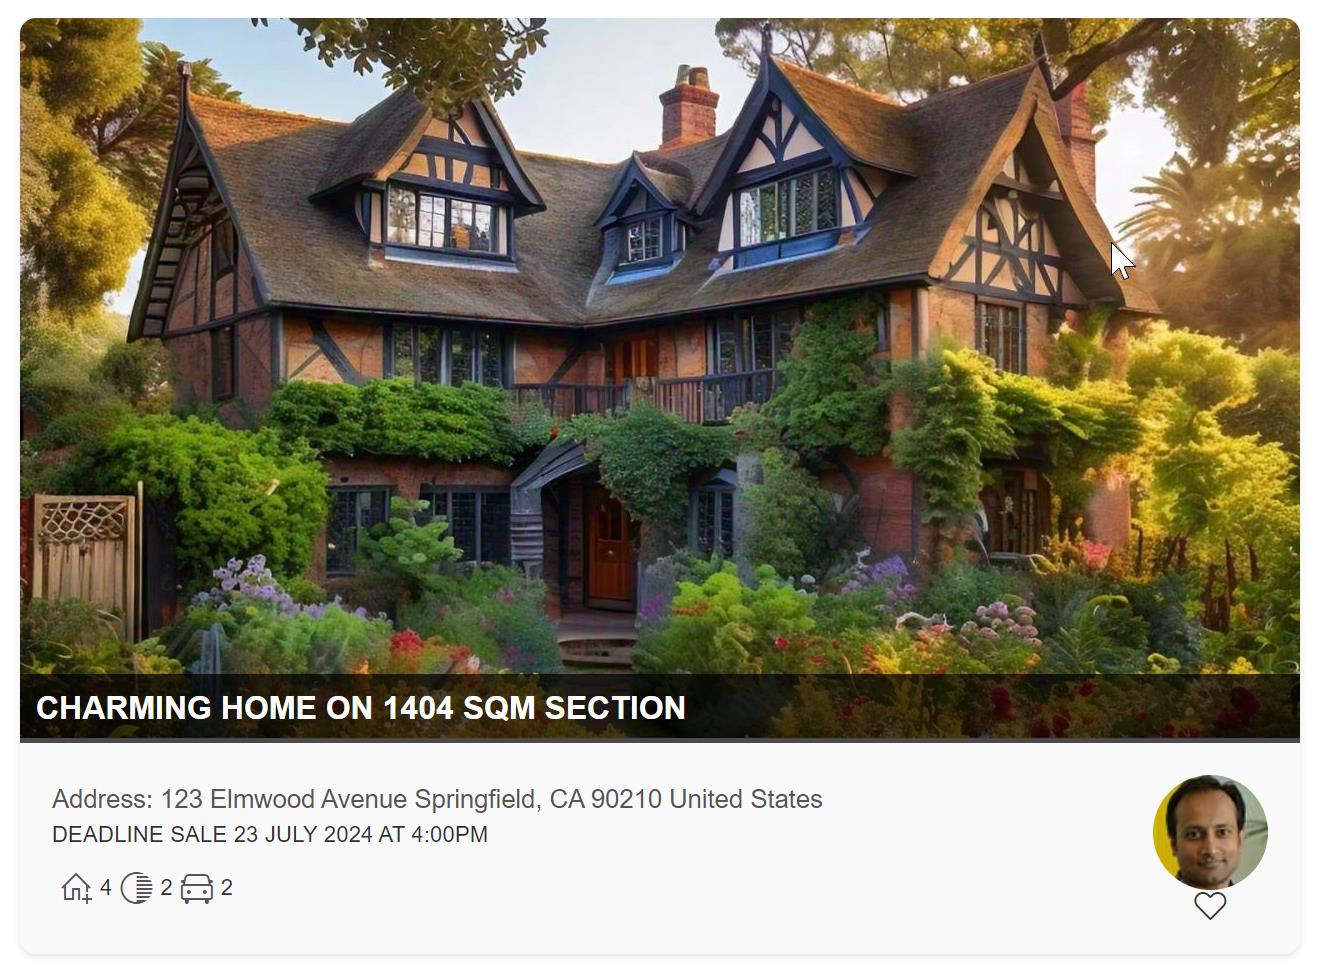 CHARMING HOME ON 1404 SQM SECTION
Address: 123 Elmwood Avenue Springfield, CA 90210 United States
DEADLINE SALE 23 JULY 2024 AT 4:00PM
4 2 2